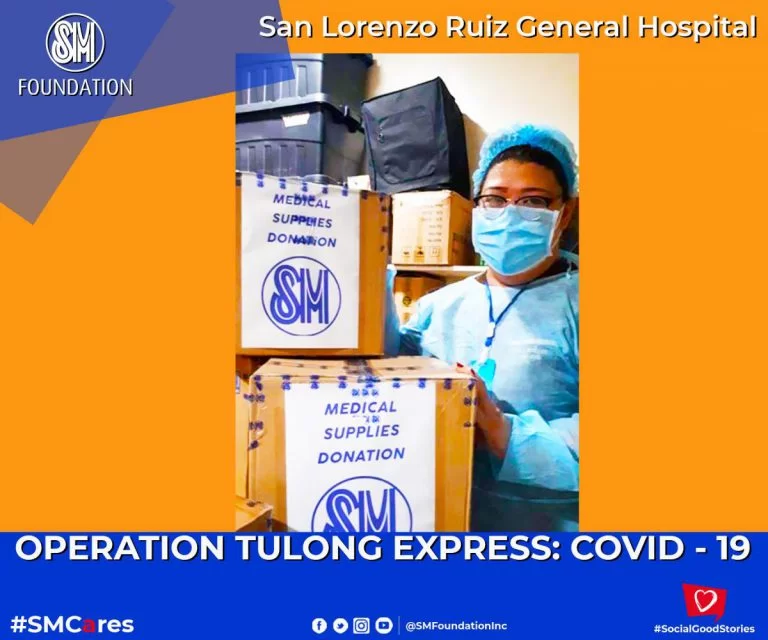 San Lorenzo Ruiz General Hospital
SM
FOUNDATION
MEDICAL
SUPPLIES
DONATION
SM
MEDICAL
SUPPLIES
DONATION
SM
OPERATION TULONG EXPRESS: COVID - 19
#SMCares
@SMFoundationInc
#SocialGoodStories